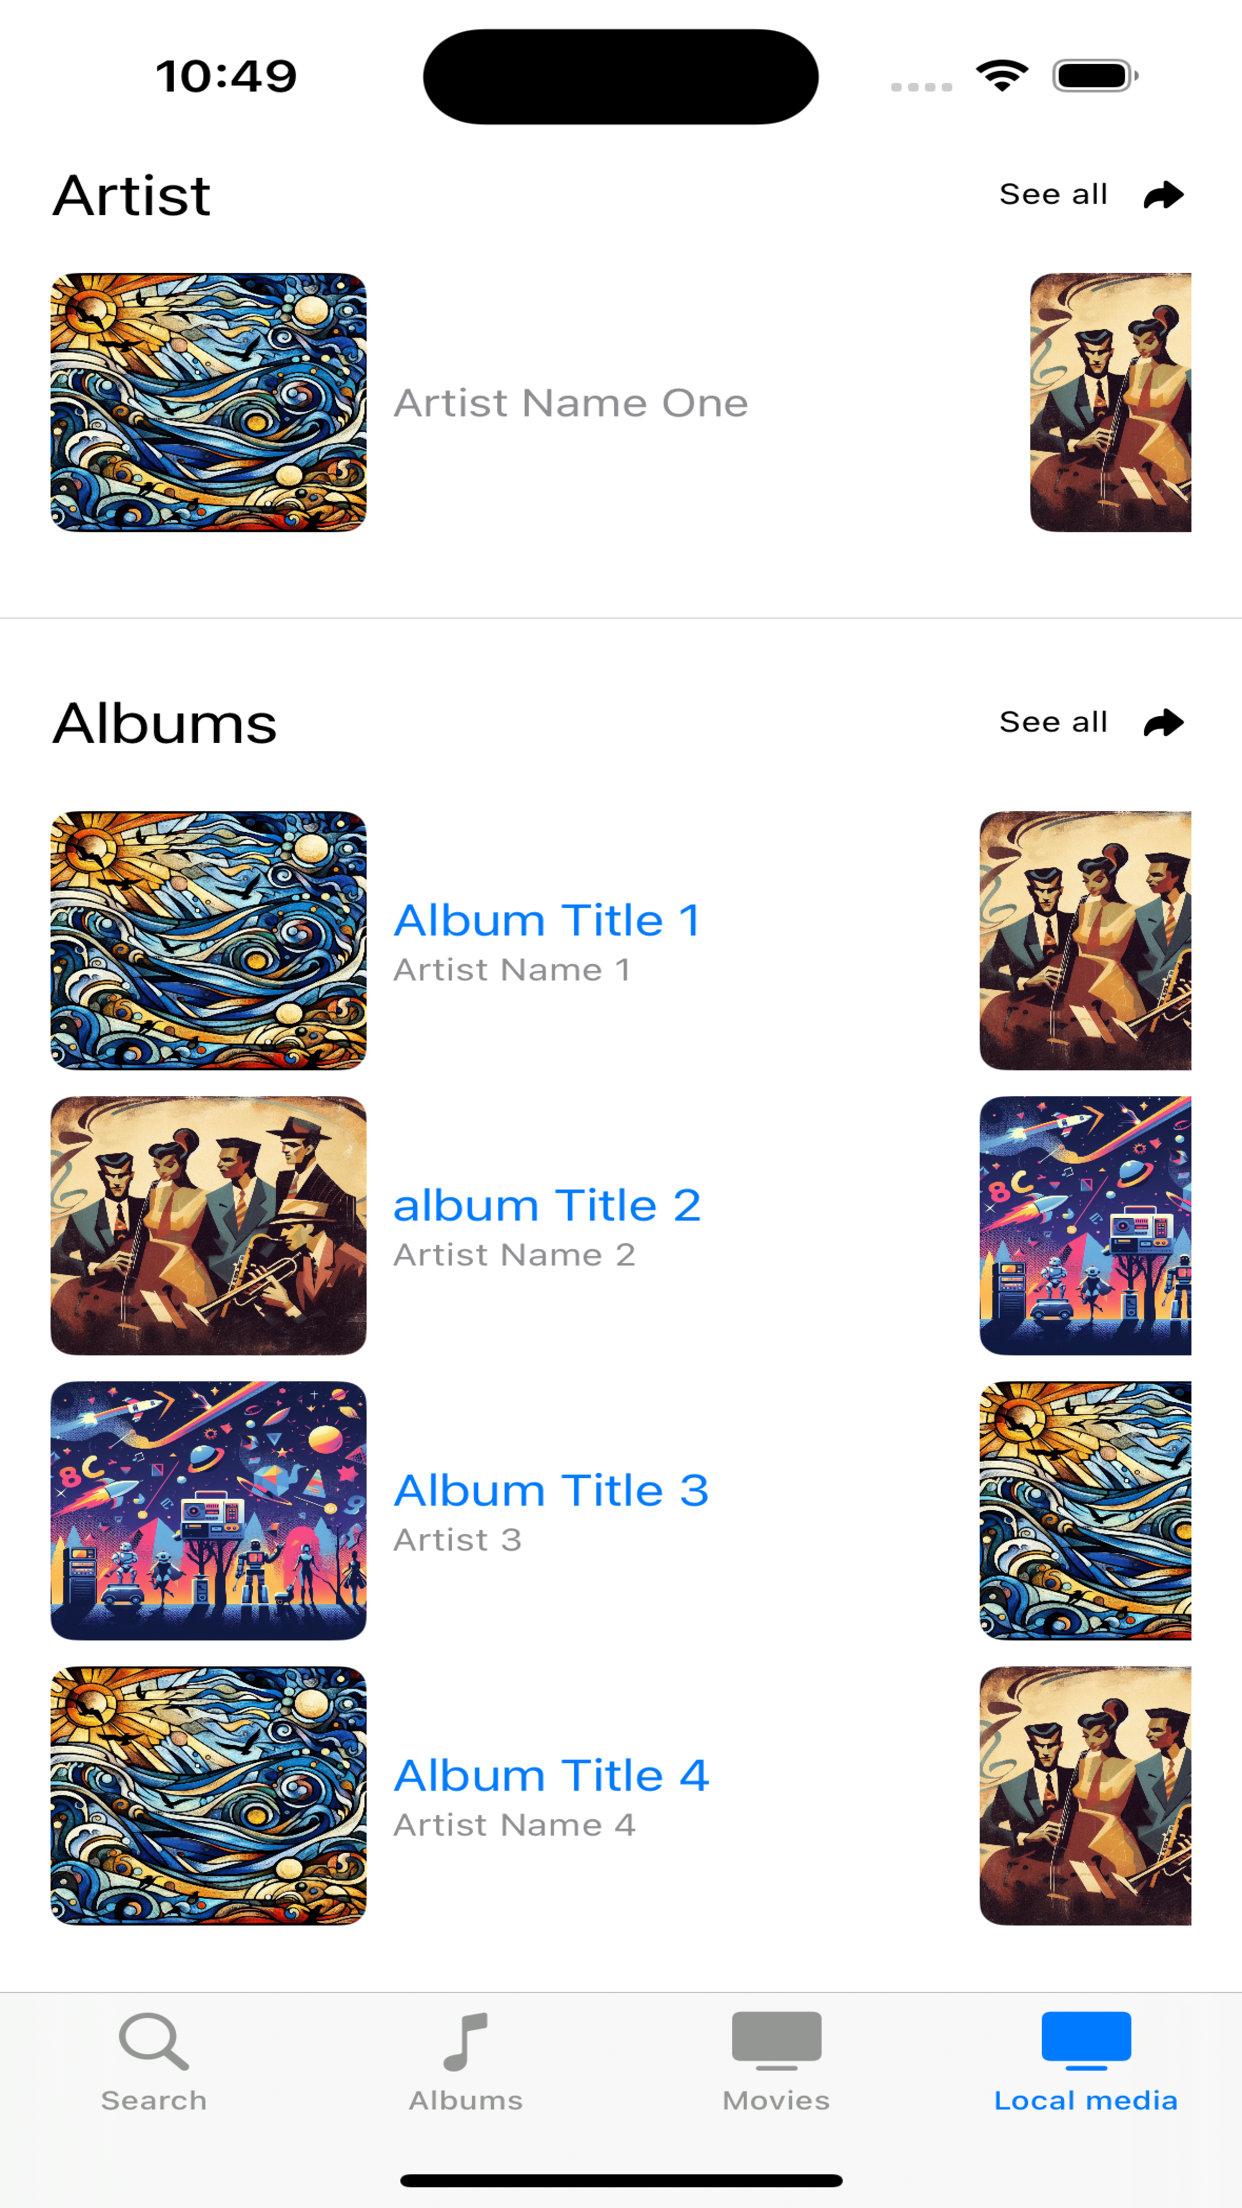 10:49
Artist
See all
Artist Name One
Albums
See all
Album Title 1
Artist Name 1
album Title 2
Artist Name 2
8C
Album Title 3
Artist 3
8C
Album Title 4
Artist Name 4
Search
Albums
Movies
Local media